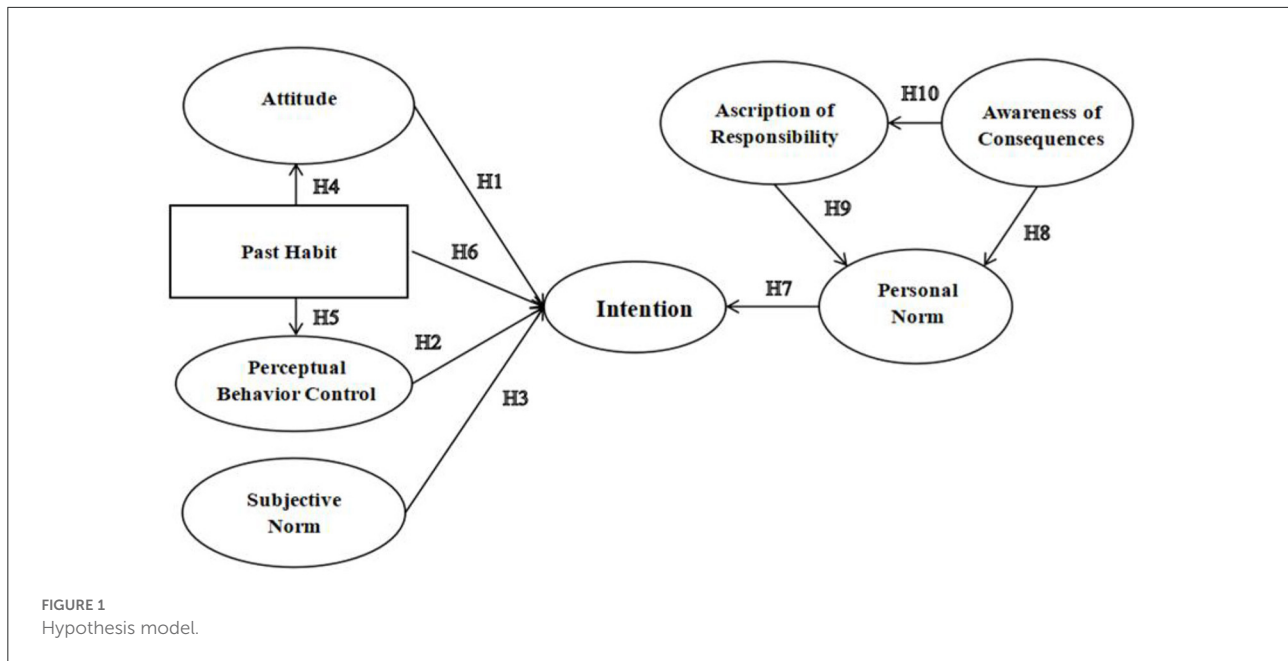 Attitude
Ascription of
Responsibility
H10
Awareness of
Consequences
H4
H1
Past Habit
H6
H9
H8
H5
H2
Intention
H7
Personal
Norm
Perceptual
Behavior Control
H3
Subjective
Norm
FIGURE 1
Hypothesis model.